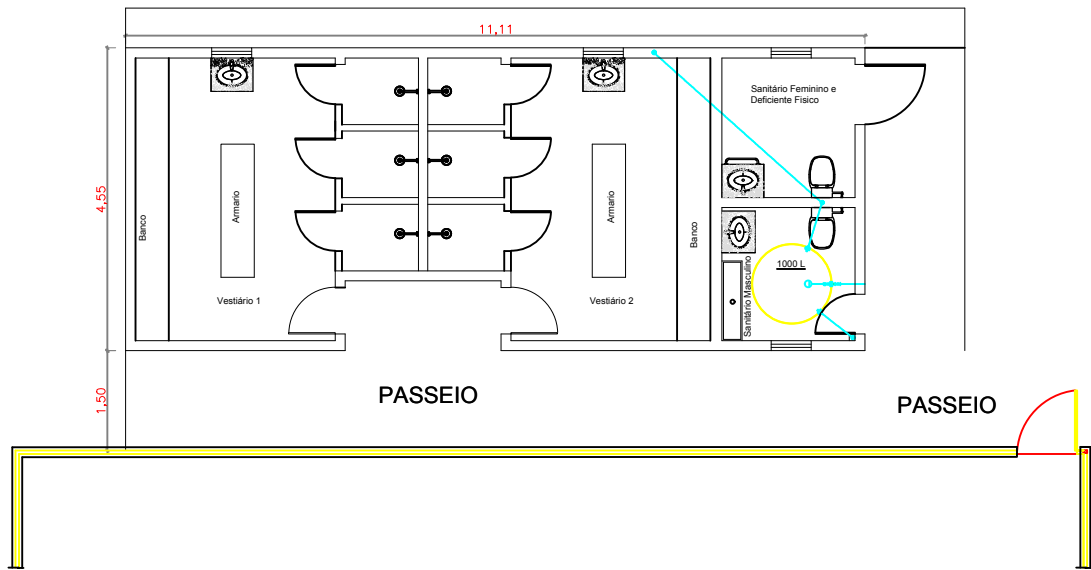 11,11
Sanitário Feminino e
Deficiente Fisico
4,55
Banco
Armario
Armario
Banco
1000 L
Sanitário Masculino
Vestiário 1
Vestiário 2
1,50
PASSEIO
PASSEIO